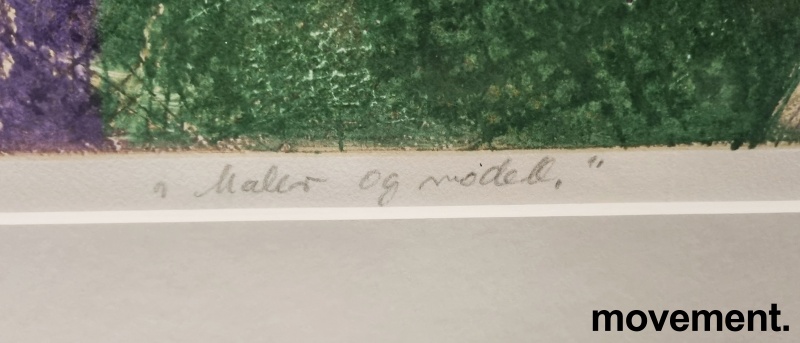 „Maler og modell."
movement.